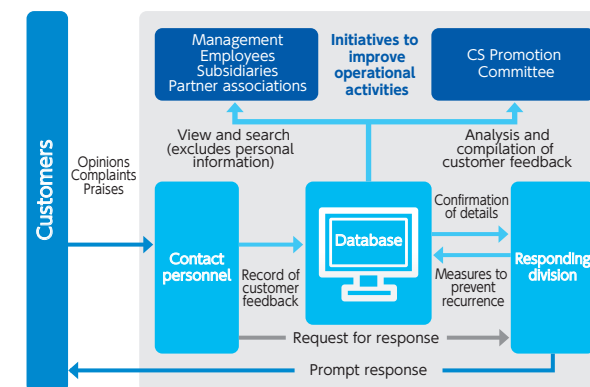 Customers
Opinions
Complaints
Praises
Management
Employees
Subsidiaries
Partner associations
Initiatives to
improve
operational
activities
CS Promotion
Committee
View and search
(excludes personal
information)
Analysis and
compilation of
customer feedback
Contact
personnel
Record of
customer
feedback
Database
Confirmation
of details
Measures to
prevent
recurrence
Responding
division
Request for response
Prompt response